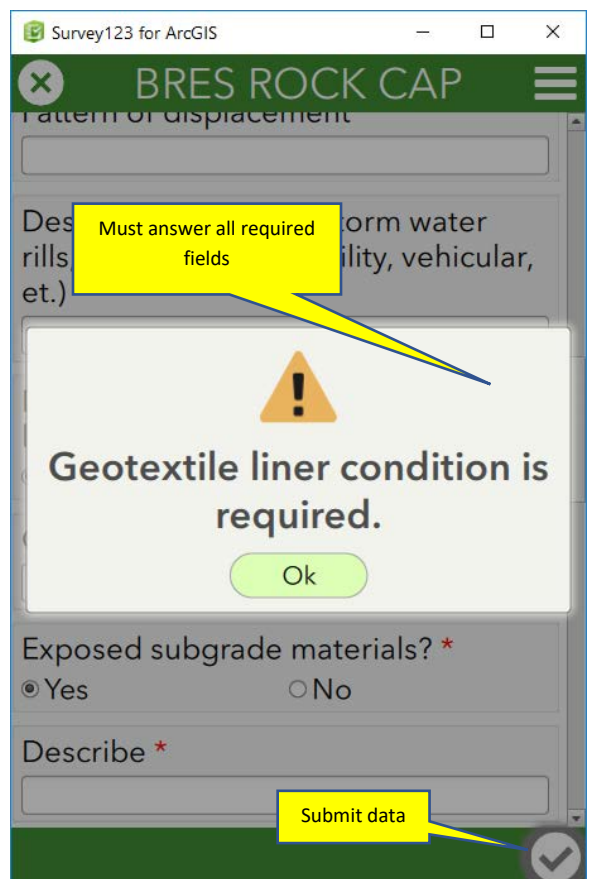 Survey123 for ArcGIS
BRES ROCK CAP
Pattern of displacement
Des orm water
rills, ility, vehicular,
et.)
Must answer all required
fields
Geotextile liner condition is
required.
Ok
Exposed subgrade materials? *
Yes No
Describe *
Submit data